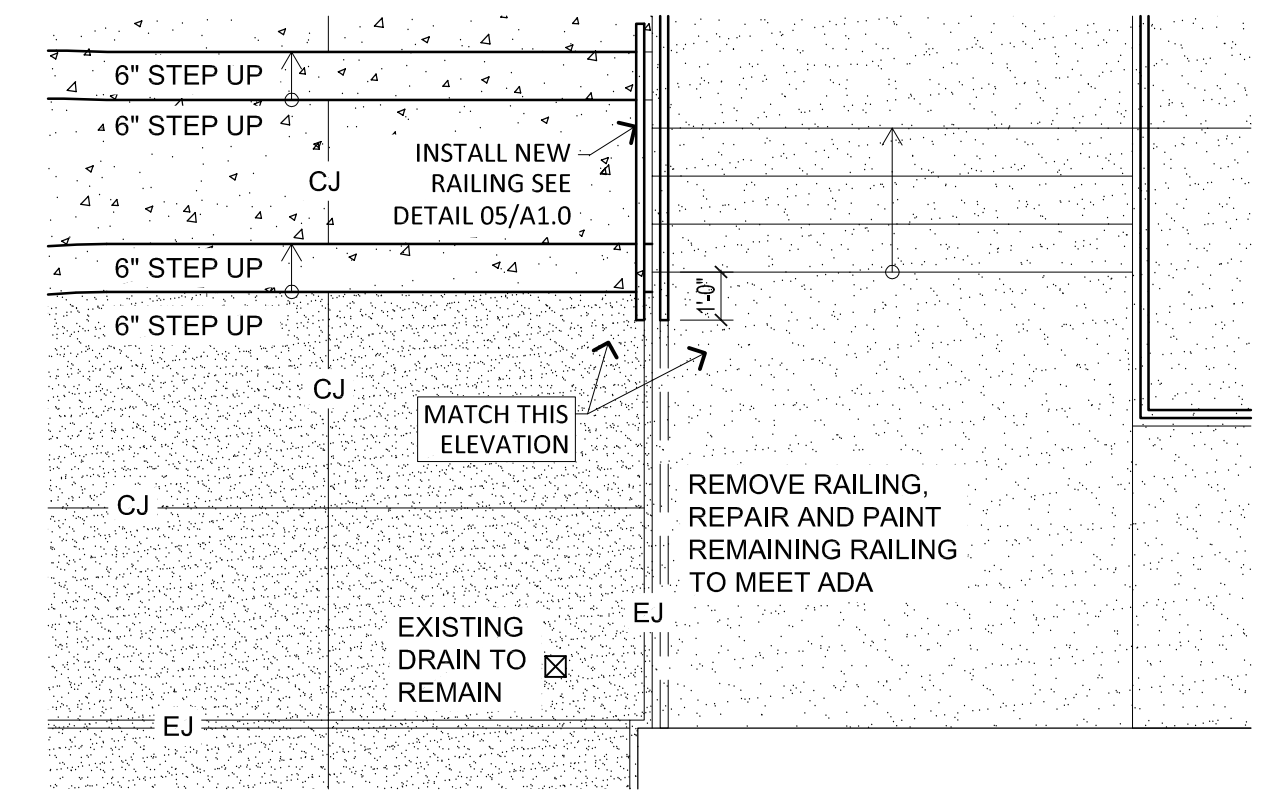 6" STEP UP
6" STEP UP
INSTALL NEW
RAILING SEE
DETAIL 05/A1.0
CJ
6" STEP UP
6" STEP UP
1'-0"
CJ
MATCH THIS
ELEVATION
CJ
REMOVE RAILING,
REPAIR AND PAINT
REMAINING RAILING
TO MEET ADA
EJ
EXISTING
DRAIN TO
REMAIN
EJ